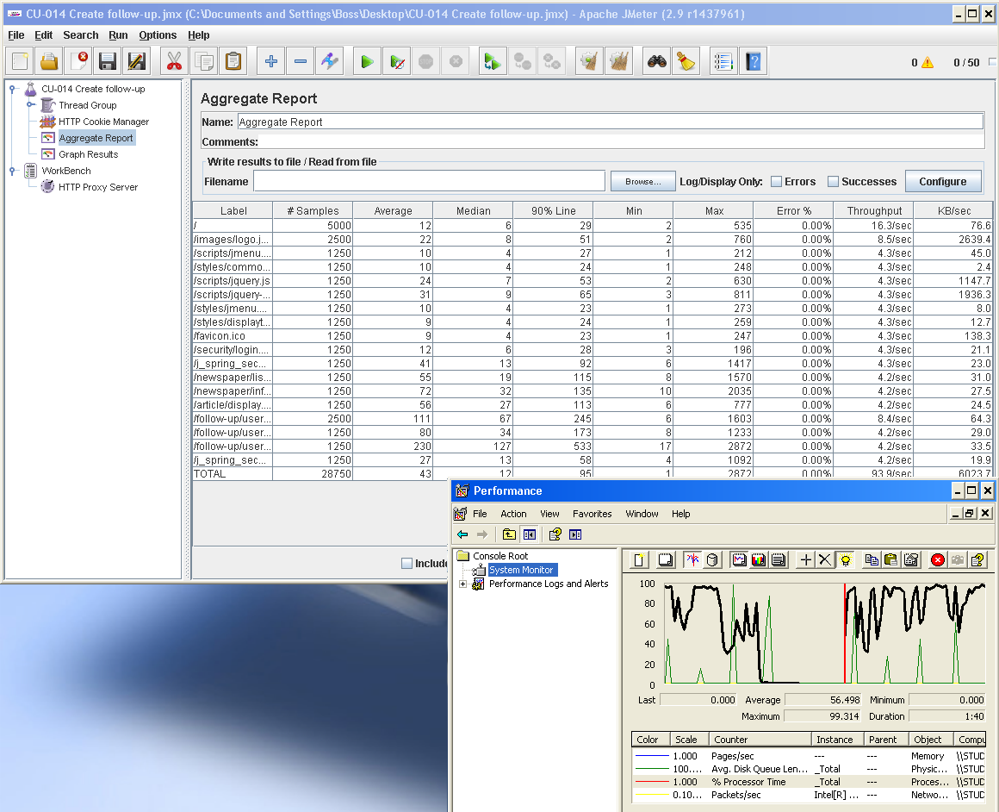 CU-014 Create follow-up.jmx (C:\Documents and Settings\Boss\Desktop\CU-014 Create follow-up.jmx) - Apache JMeter (2.9 r1437961)
File Edit Search Run Options Help
0 0 / 50
CU-014 Create follow-up
Thread Group
HTTP Cookie Manager
Aggregate Report
Graph Results
WorkBench
HTTP Proxy Server
Aggregate Report
Name: Aggregate Report
Comments:
Write results to file / Read from file
Filename Browse... Log/Display Only: Errors Successes Configure
Label # Samples Average Median 90% Line Min Max Error % Throughput KB/sec
/ 5000 12 6 29 2 535 0.00% 16.3/sec 76.6
/images/logo.j... 2500 22 8 51 2 760 0.00% 8.5/sec 2639.4
/scripts/jmenu.... 1250 10 4 27 1 212 0.00% 4.3/sec 45.0
/styles/commo... 1250 10 4 24 1 248 0.00% 4.3/sec 2.4
/scripts/jquery.js 1250 24 7 53 2 630 0.00% 4.3/sec 1147.7
/scripts/jquery-... 1250 31 9 65 3 811 0.00% 4.3/sec 1936.3
/styles/jmenu.... 1250 10 4 23 1 273 0.00% 4.3/sec 8.0
/styles/displayt... 1250 9 4 24 1 259 0.00% 4.3/sec 12.7
/favicon.ico 1250 9 4 23 1 247 0.00% 4.3/sec 138.3
/security/login.... 1250 12 6 28 3 196 0.00% 4.3/sec 21.1
/j_spring_sec... 1250 41 13 92 6 1417 0.00% 4.3/sec 23.0
/newspaper/lis... 1250 55 19 115 8 1570 0.00% 4.2/sec 31.0
/newspaper/inf... 1250 72 32 135 10 2035 0.00% 4.2/sec 27.5
/article/display.... 1250 56 27 113 6 777 0.00% 4.2/sec 24.5
/follow-up/user... 2500 111 67 245 6 1603 0.00% 8.4/sec 64.3
/follow-up/user... 1250 80 34 173 8 1233 0.00% 4.2/sec 29.0
/follow-up/user... 1250 230 127 533 17 2872 0.00% 4.2/sec 33.5
/j_spring_sec... 1250 27 13 58 4 1092 0.00% 4.2/sec 19.9
TOTAL 28750 43 12 95 1 2872 0.00% 93.9/sec 6023.7
Include
Performance
File Action View Favorites Window Help
Console Root
System Monitor
Performance Logs and Alerts
100
80
60
40
20
0
Last 0.000 Average 56.498 Minimum 0.000
Maximum 99.314 Duration 1:40
Color Scale Counter Instance Parent Object Compu
1.000 Pages/sec --- --- Memory \\STUD
100.... Avg. Disk Queue Len... _Total --- Physic... \\STUD
1.000 % Processor Time _Total --- Proces... \\STUD
0.10... Packets/sec Intel[R] ... --- Netwo... \\STUD